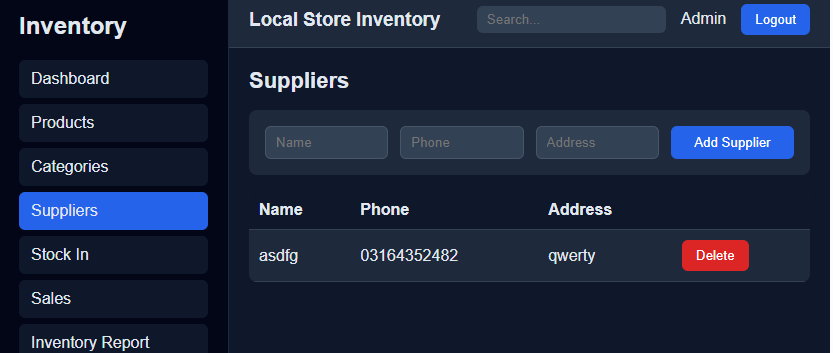 Inventory
Dashboard
Products
Categories
Suppliers
Stock In
Sales
Inventory Report
Local Store Inventory Search... Admin Logout
Suppliers
Name Phone Address Add Supplier
Name Phone Address
asdfg 03164352482 qwerty Delete